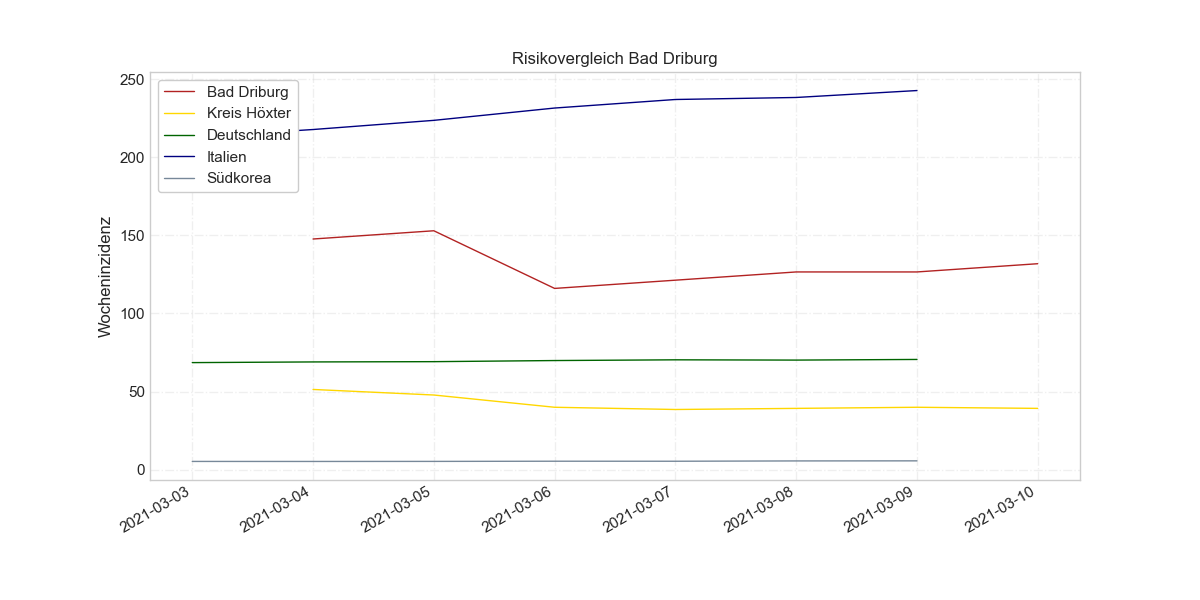 Risikovergleich Bad Driburg
250
200
150
100
50
0
Wocheninzidenz
Bad Driburg
Kreis Höxter
Deutschland
Italien
Südkorea
2021-03-03
2021-03-04
2021-03-05
2021-03-06
2021-03-07
2021-03-08
2021-03-09
2021-03-10